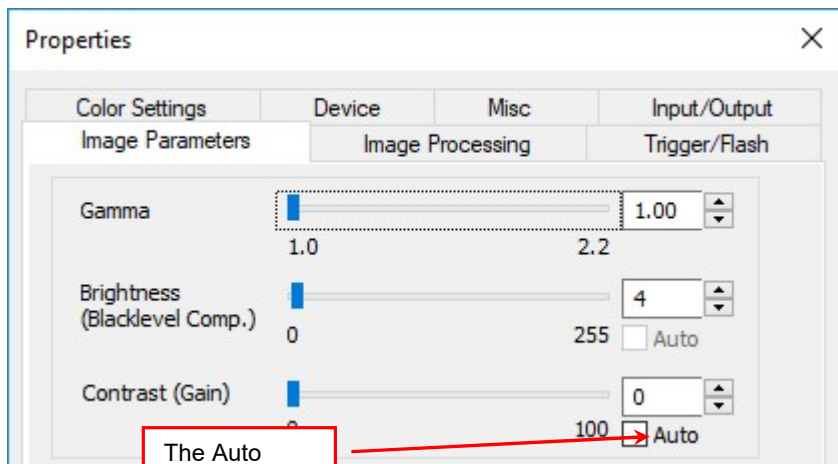 Properties
Color Settings Device Misc Input/Output
Image Parameters Image Processing Trigger/Flash
Gamma 1.00
1.0 2.2
Brightness 4
(Blacklevel Comp.)
0 255 Auto
Contrast (Gain) 0
100 Auto
The Auto